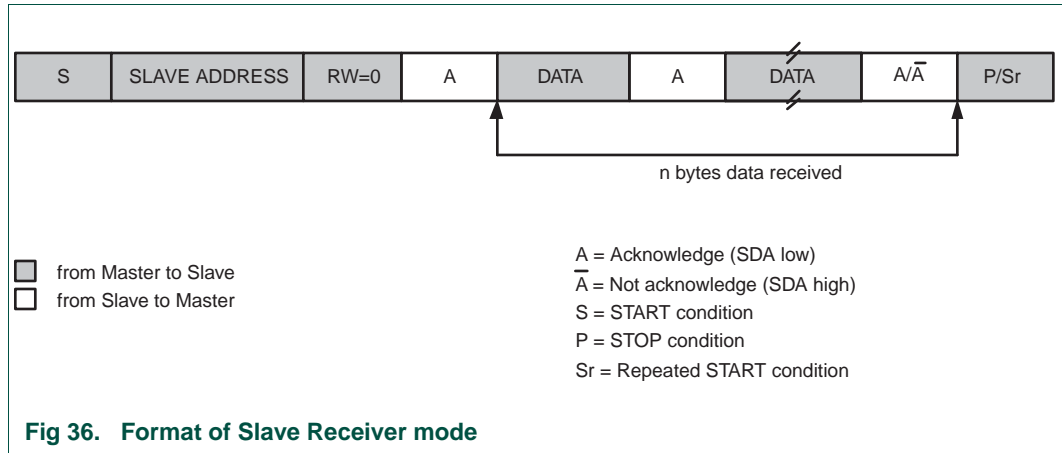 S SLAVE ADDRESS RW=0 A DATA A DATA A/A̅ P/Sr
n bytes data received
from Master to Slave
from Slave to Master
A = Acknowledge (SDA low)
A̅ = Not acknowledge (SDA high)
S = START condition
P = STOP condition
Sr = Repeated START condition
Fig 36. Format of Slave Receiver mode